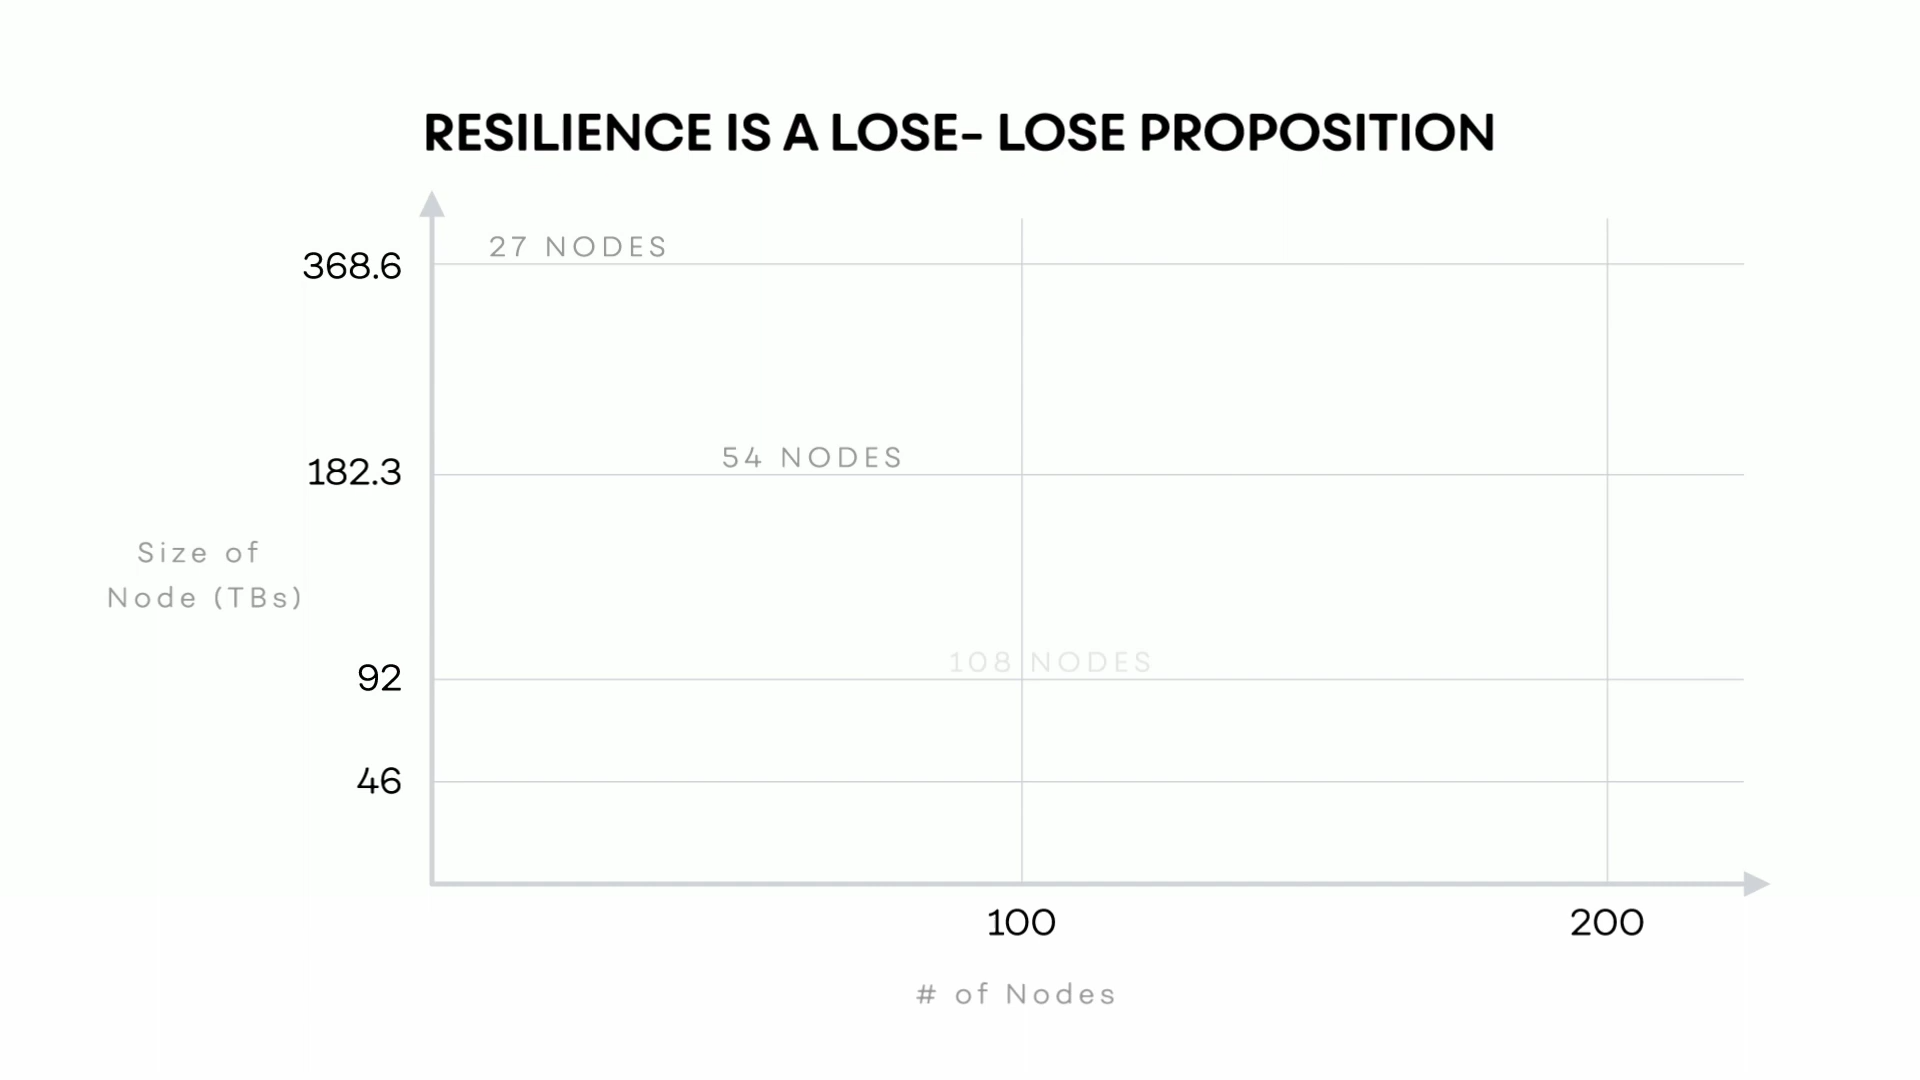 RESILIENCE IS A LOSE- LOSE PROPOSITION
27 NODES
368.6
54 NODES
182.3
Size of
Node (TBs)
108 NODES
92
46
100
200
# of Nodes